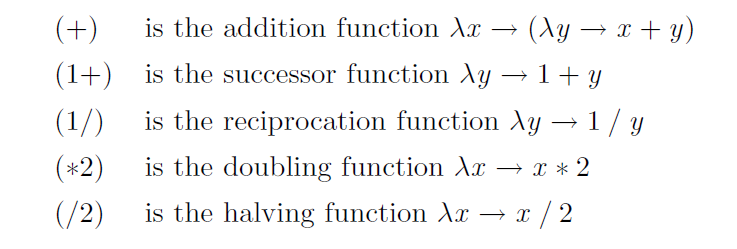 (+) is the addition function λx → (λy → x + y)
(1+) is the successor function λy → 1 + y
(1/) is the reciprocation function λy → 1 / y
(∗2) is the doubling function λx → x ∗ 2
(/2) is the halving function λx → x / 2